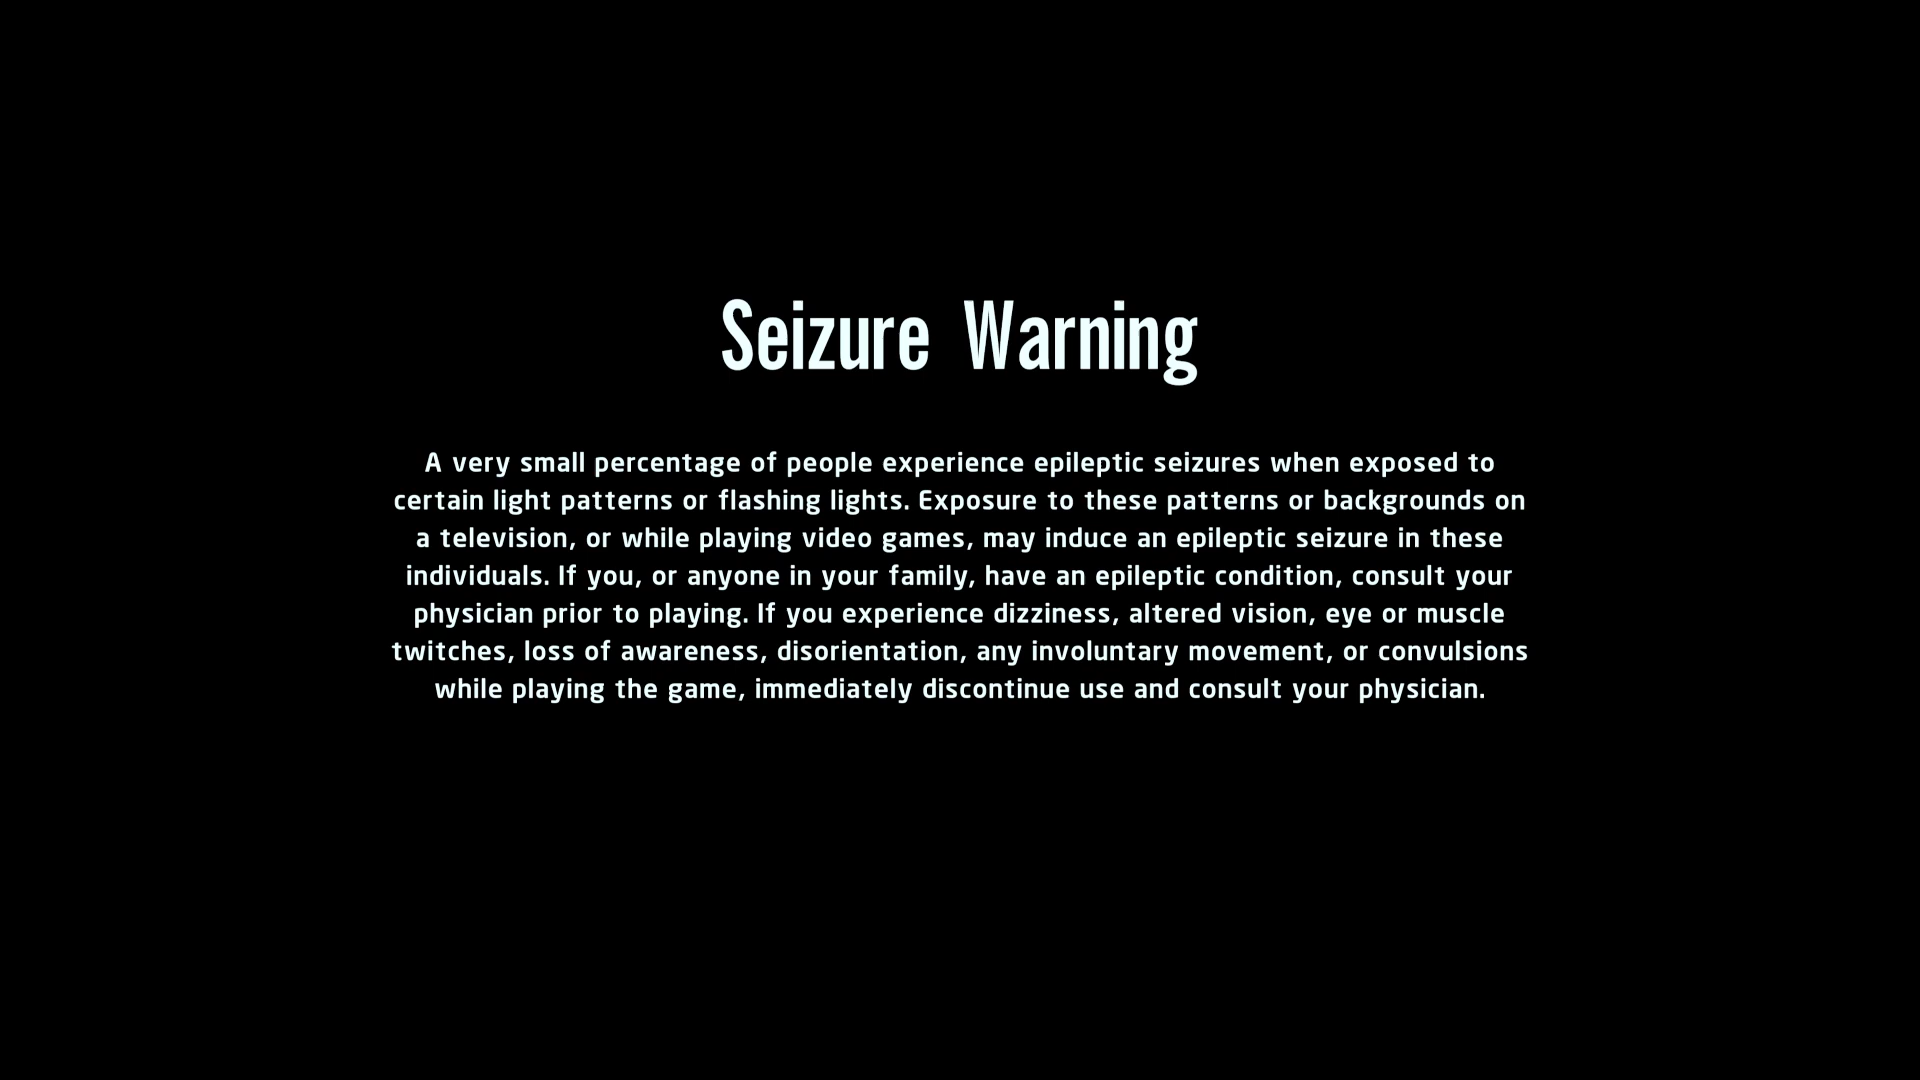 Seizure Warning
A very small percentage of people experience epileptic seizures when exposed to
certain light patterns or flashing lights. Exposure to these patterns or backgrounds on
a television, or while playing video games, may induce an epileptic seizure in these
individuals. If you, or anyone in your family, have an epileptic condition, consult your
physician prior to playing. If you experience dizziness, altered vision, eye or muscle
twitches, loss of awareness, disorientation, any involuntary movement, or convulsions
while playing the game, immediately discontinue use and consult your physician.